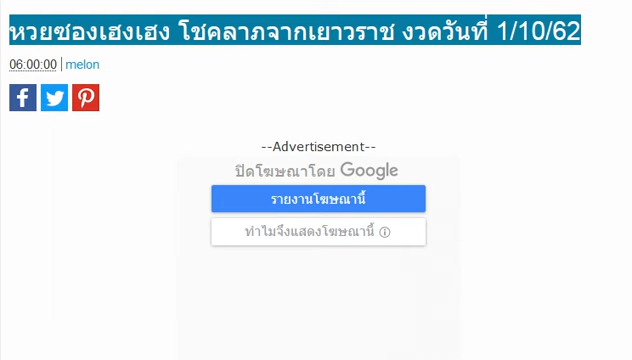 หวยซองเฮงเฮง โชคลาภจากเยาวราช งวดวันที่ 1/10/62
06:00:00 melon
--Advertisement--
ปิดโฆษณาโดย Google
รายงานโฆษณานี้
ทำไมจึงแสดงโฆษณานี้